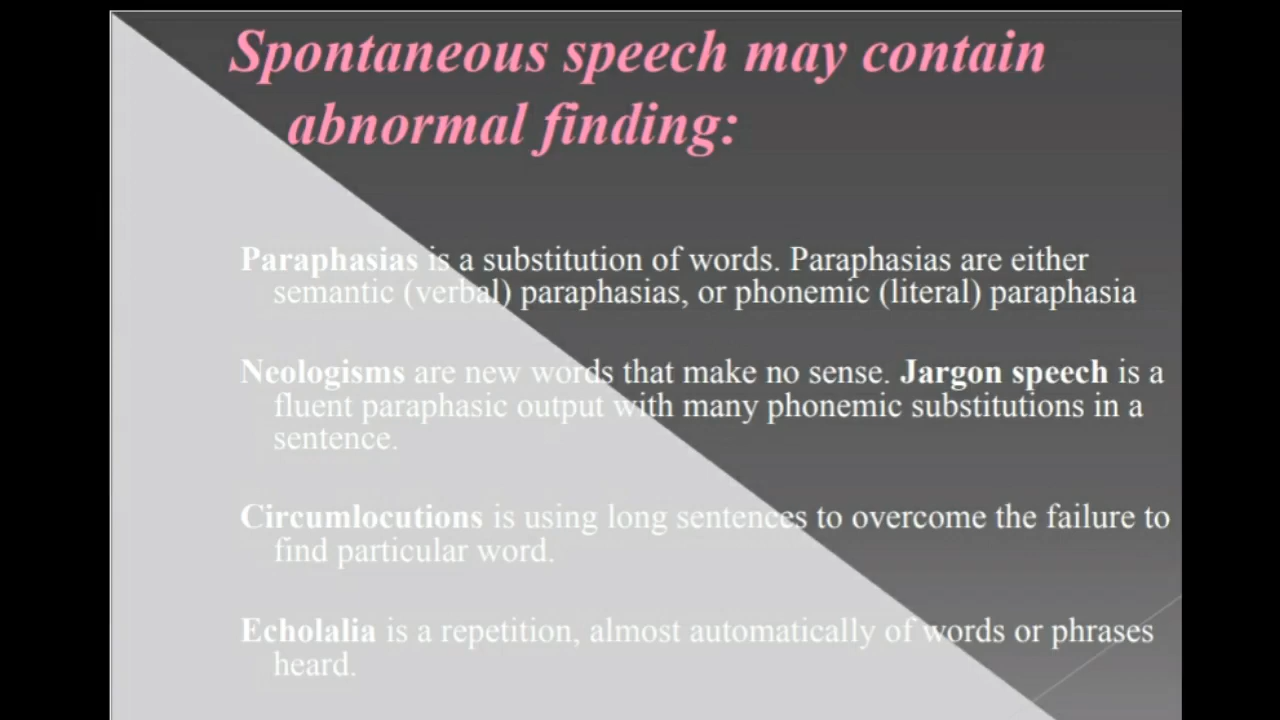 Spontaneous speech may contain
abnormal finding:
Paraphasias is a substitution of words. Paraphasias are either
semantic (verbal) paraphasias, or phonemic (literal) paraphasia
Neologisms are new words that make no sense. Jargon speech is a
fluent paraphasic output with many phonemic substitutions in a
sentence.
Circumlocutions is using long sentences to overcome the failure to
find particular word.
Echolalia is a repetition, almost automatically of words or phrases
heard.